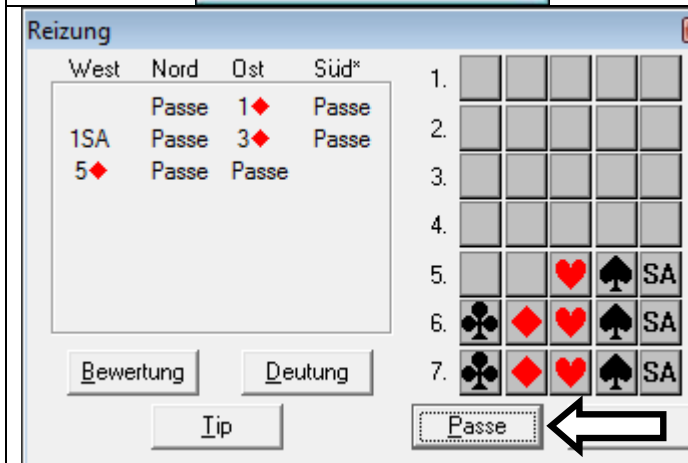 Reizung
West Nord Ost Süd*
Passe 1♦ Passe
1SA Passe 3♦ Passe
5♦ Passe Passe
1.
2.
3.
4.
5. ♥ ♠ SA
6. ♣ ♦ ♥ ♠ SA
7. ♣ ♦ ♥ ♠ SA
Bewertung Deutung
Tip Passe